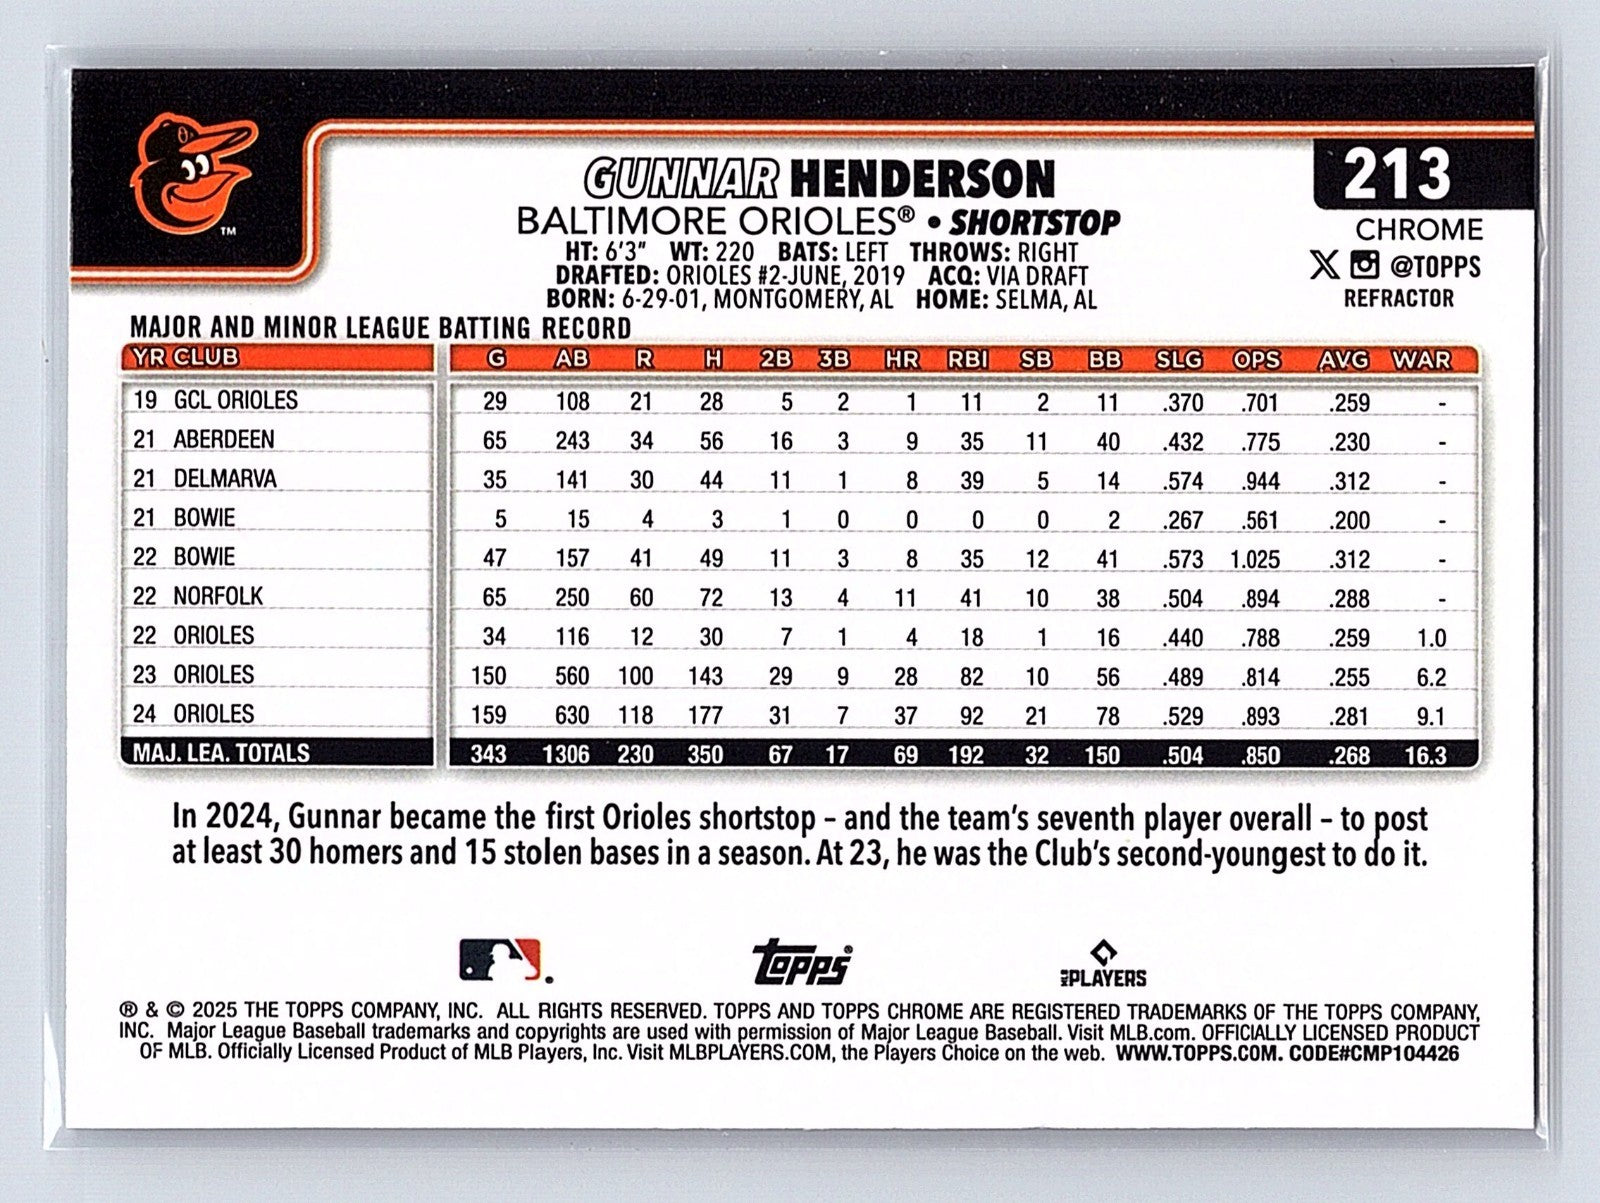 ™
GUNNAR HENDERSON
BALTIMORE ORIOLES® • SHORTSTOP
HT: 6'3" WT: 220 BATS: LEFT THROWS: RIGHT
DRAFTED: ORIOLES #2-JUNE, 2019 ACQ: VIA DRAFT
BORN: 6-29-01, MONTGOMERY, AL HOME: SELMA, AL
213
CHROME
X @TOPPS
REFRACTOR
MAJOR AND MINOR LEAGUE BATTING RECORD
YR CLUB G AB R H 2B 3B HR RBI SB BB SLG OPS AVG WAR
19 GCL ORIOLES 29 108 21 28 5 2 1 11 2 11 .370 .701 .259 -
21 ABERDEEN 65 243 34 56 16 3 9 35 11 40 .432 .775 .230 -
21 DELMARVA 35 141 30 44 11 1 8 39 5 14 .574 .944 .312 -
21 BOWIE 5 15 4 3 1 0 0 0 0 2 .267 .561 .200 -
22 BOWIE 47 157 41 49 11 3 8 35 12 41 .573 1.025 .312 -
22 NORFOLK 65 250 60 72 13 4 11 41 10 38 .504 .894 .288 -
22 ORIOLES 34 116 12 30 7 1 4 18 1 16 .440 .788 .259 1.0
23 ORIOLES 150 560 100 143 29 9 28 82 10 56 .489 .814 .255 6.2
24 ORIOLES 159 630 118 177 31 7 37 92 21 78 .529 .893 .281 9.1
MAJ. LEA. TOTALS 343 1306 230 350 67 17 69 192 32 150 .504 .850 .268 16.3
In 2024, Gunnar became the first Orioles shortstop – and the team's seventh player overall – to post
at least 30 homers and 15 stolen bases in a season. At 23, he was the Club's second-youngest to do it.
Topps®
MLB PLAYERS
® & © 2025 THE TOPPS COMPANY, INC. ALL RIGHTS RESERVED. TOPPS AND TOPPS CHROME ARE REGISTERED TRADEMARKS OF THE TOPPS COMPANY,
INC. Major League Baseball trademarks and copyrights are used with permission of Major League Baseball. Visit MLB.com. OFFICIALLY LICENSED PRODUCT
OF MLB. Officially Licensed Product of MLB Players, Inc. Visit MLBPLAYERS.COM, the Players Choice on the web. WWW.TOPPS.COM. CODE#CMP104426